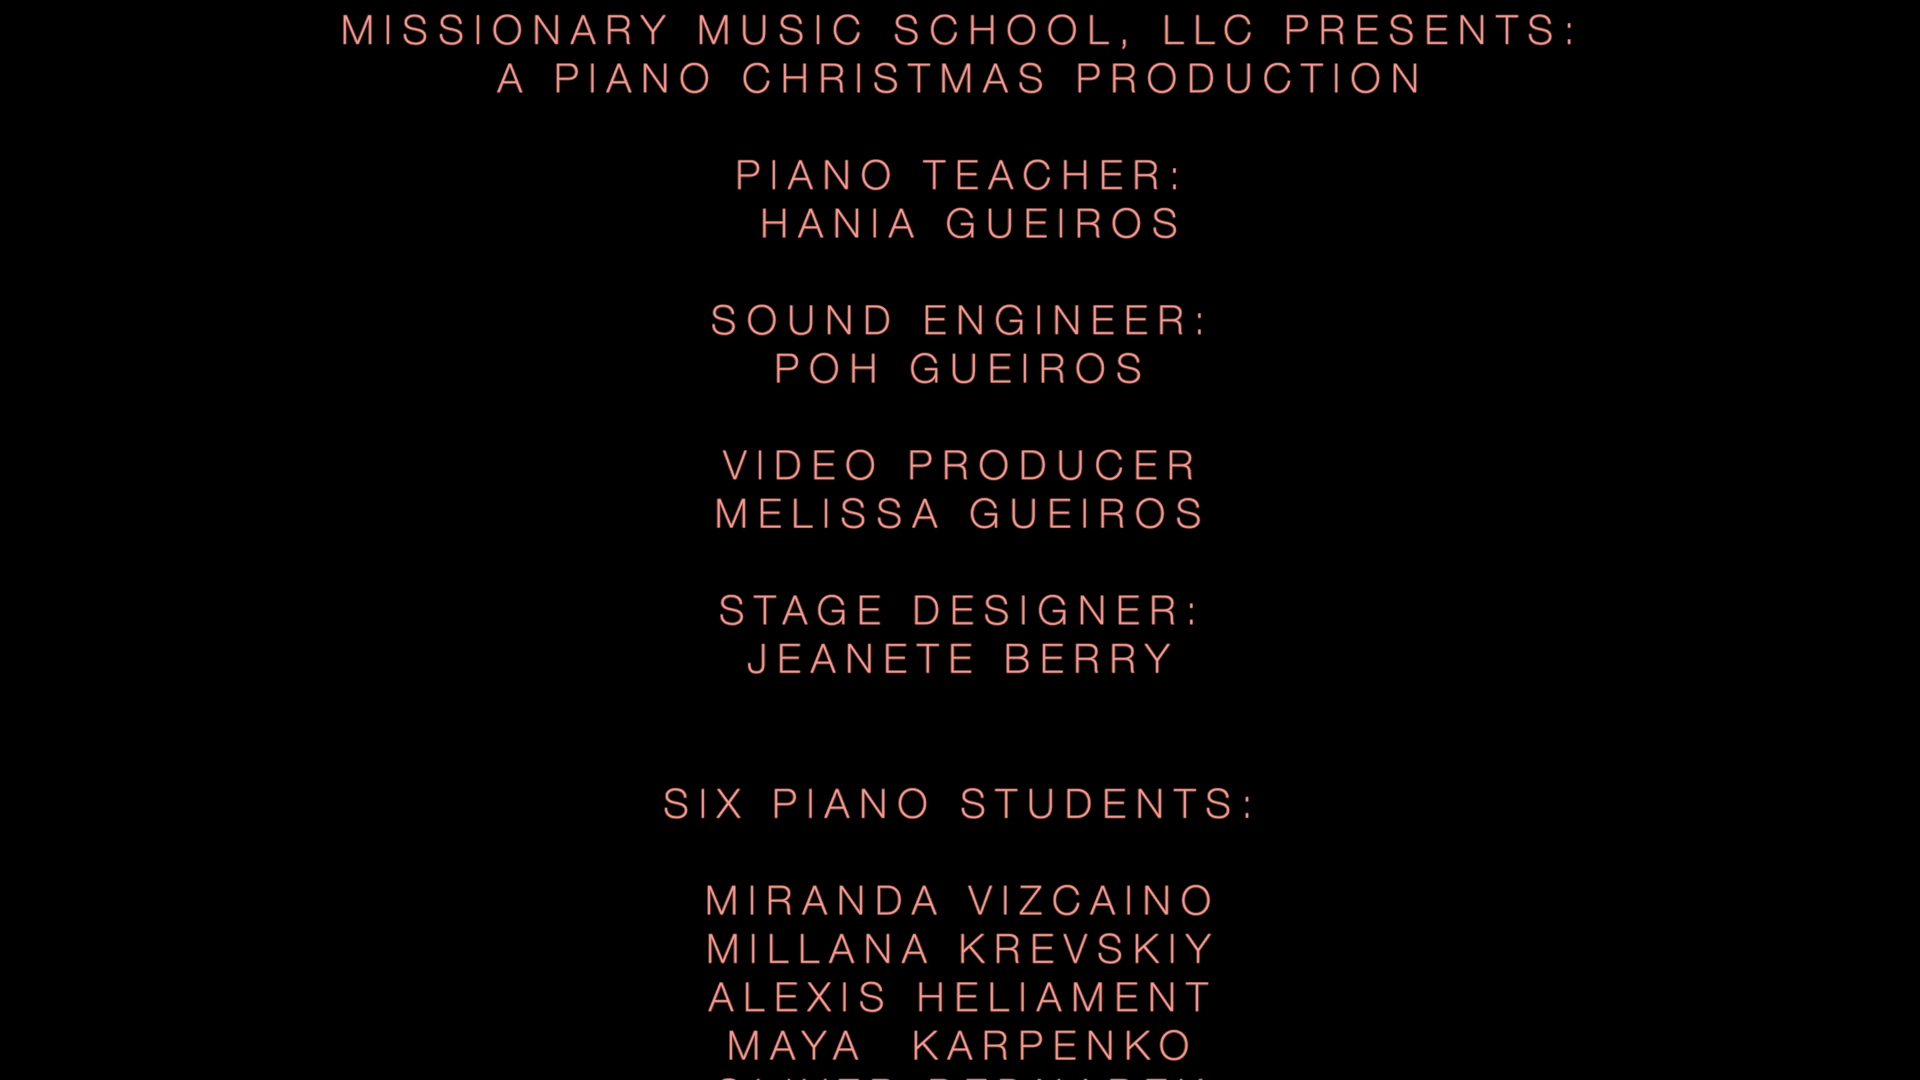 MISSIONARY MUSIC SCHOOL, LLC PRESENTS:
A PIANO CHRISTMAS PRODUCTION
PIANO TEACHER:
HANIA GUEIROS
SOUND ENGINEER:
POH GUEIROS
VIDEO PRODUCER
MELISSA GUEIROS
STAGE DESIGNER:
JEANETE BERRY
SIX PIANO STUDENTS:
MIRANDA VIZCAINO
MILLANA KREVSKIY
ALEXIS HELIAMENT
MAYA KARPENKO